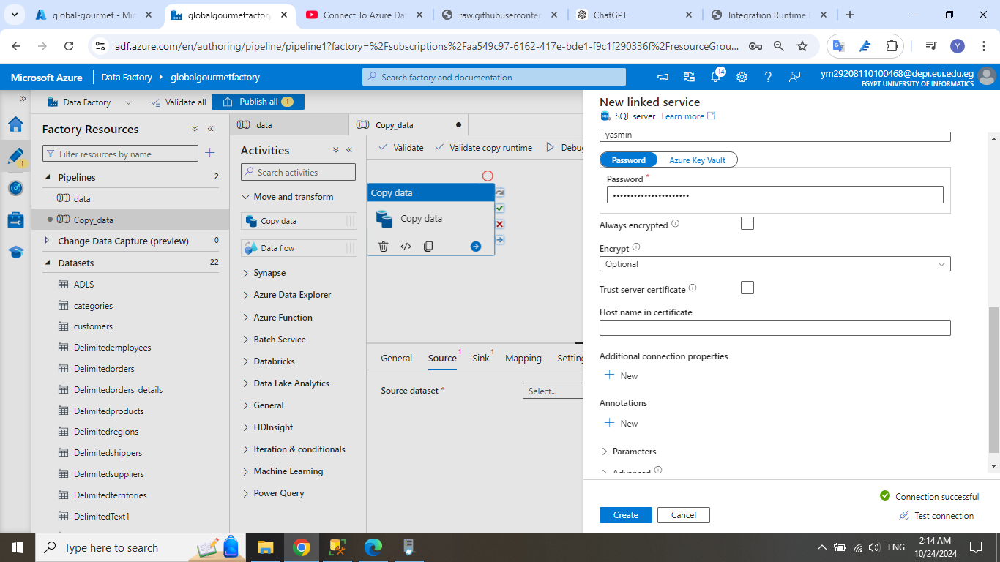 global-gourmet - Mic
globalgourmetfactory
Connect To Azure Dat
raw.githubuserconten
ChatGPT
Integration Runtime D
adf.azure.com/en/authoring/pipeline/pipeline1?factory=%2Fsubscriptions%2Faa549c97-6162-417e-bde1-f9c1f290336f%2FresourceGrou...
Y
Microsoft Azure
Data Factory
globalgourmetfactory
Search factory and documentation
14
ym29208110100468@depi.eui.edu.eg
EGYPT UNIVERSITY OF INFORMATICS
Data Factory
Validate all
Publish all 1
1
Factory Resources
Filter resources by name
Pipelines 2
data
Copy_data
Change Data Capture (preview) 0
Datasets 22
ADLS
categories
customers
Delimitedemployees
Delimitedorders
Delimitedorders_details
Delimitedproducts
Delimitedregions
Delimitedshippers
Delimitedsuppliers
Delimitedterritories
DelimitedText1
data
Copy_data
Activities
Search activities
Move and transform
Copy data
Data flow
Synapse
Azure Data Explorer
Azure Function
Batch Service
Databricks
Data Lake Analytics
General
HDInsight
Iteration & conditionals
Machine Learning
Power Query
Validate
Validate copy runtime
Debug
Copy data
Copy data
General
Source 1
Sink 1
Mapping
Setting
Source dataset *
Select...
New linked service
SQL server Learn more
yasmin
Password
Azure Key Vault
Password *
••••••••••••••••••••••
Always encrypted
Encrypt
Optional
Trust server certificate
Host name in certificate
Additional connection properties
New
Annotations
New
Parameters
Advanced
Connection successful
Create
Cancel
Test connection
Type here to search
ENG
2:14 AM
10/24/2024